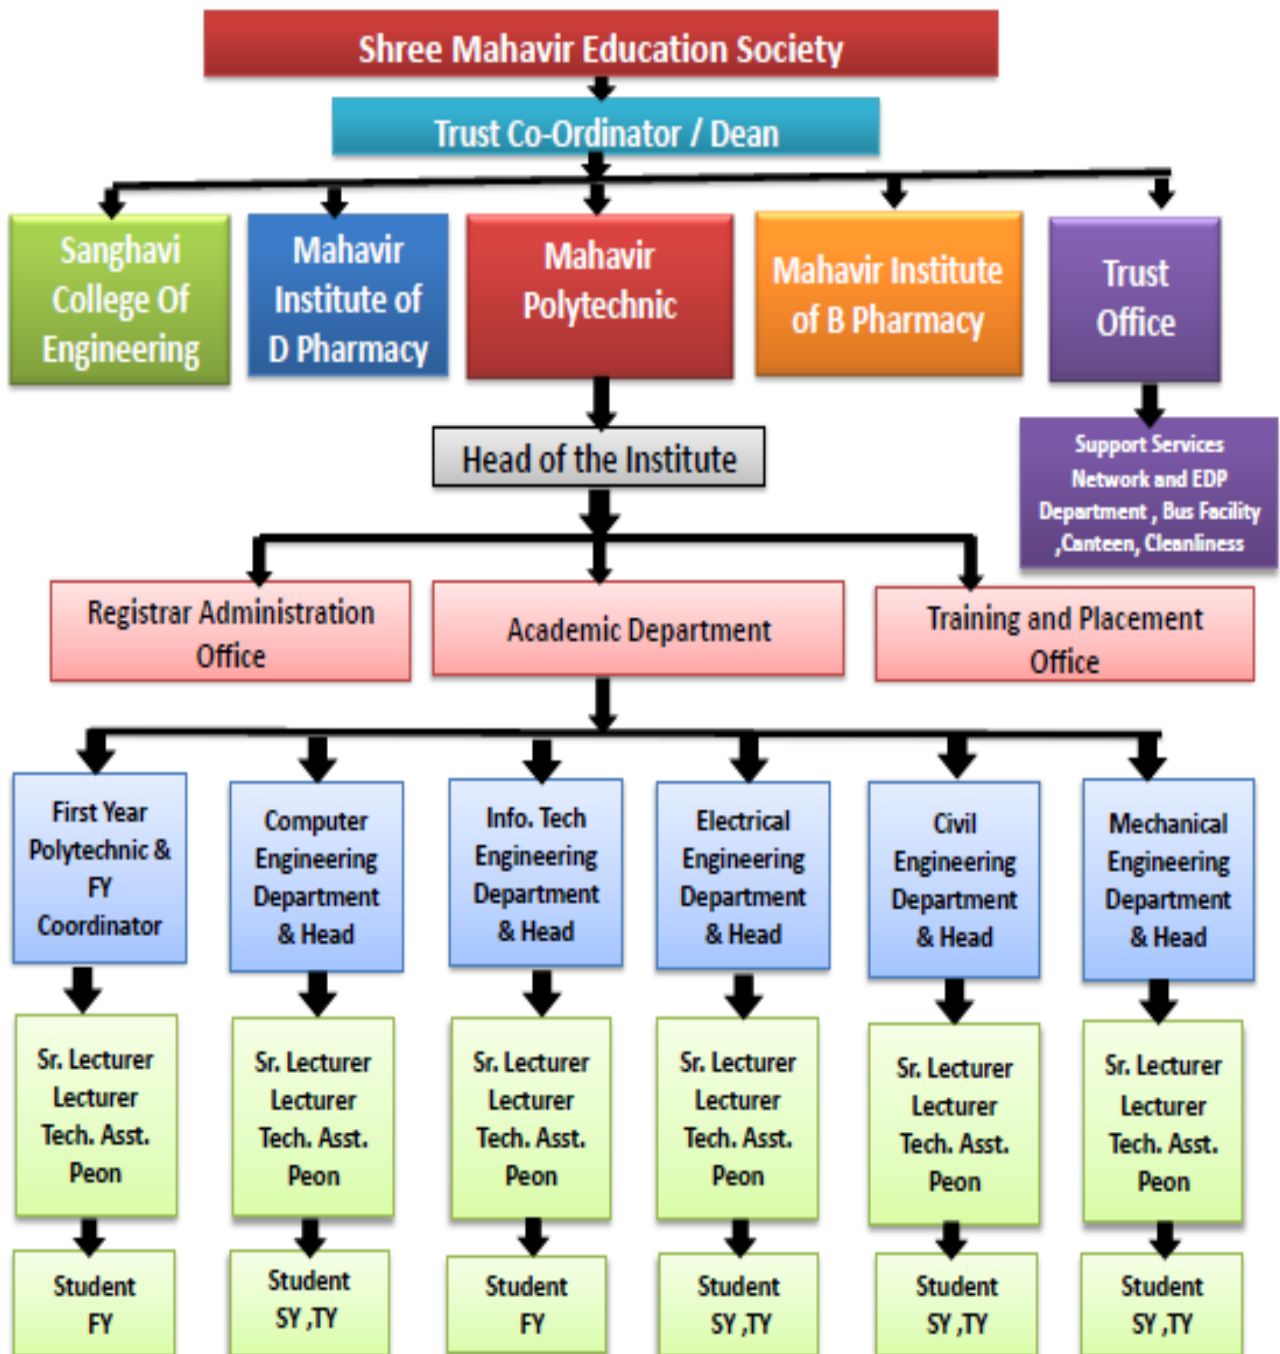 Shree Mahavir Education Society
Trust Co-Ordinator / Dean
Sanghavi
College Of
Engineering
Mahavir
Institute of
D Pharmacy
Mahavir
Polytechnic
Mahavir Institute
of B Pharmacy
Trust
Office
Head of the Institute
Support Services
Network and EDP
Department , Bus Facility
,Canteen, Cleanliness
Registrar Administration
Office
Academic Department
Training and Placement
Office
First Year
Polytechnic &
FY
Coordinator
Computer
Engineering
Department
& Head
Info. Tech
Engineering
Department
& Head
Electrical
Engineering
Department
& Head
Civil
Engineering
Department
& Head
Mechanical
Engineering
Department
& Head
Sr. Lecturer
Lecturer
Tech. Asst.
Peon
Sr. Lecturer
Lecturer
Tech. Asst.
Peon
Sr. Lecturer
Lecturer
Tech. Asst.
Peon
Sr. Lecturer
Lecturer
Tech. Asst.
Peon
Sr. Lecturer
Lecturer
Tech. Asst.
Peon
Sr. Lecturer
Lecturer
Tech. Asst.
Peon
Student
FY
Student
SY ,TY
Student
FY
Student
SY ,TY
Student
SY ,TY
Student
SY ,TY